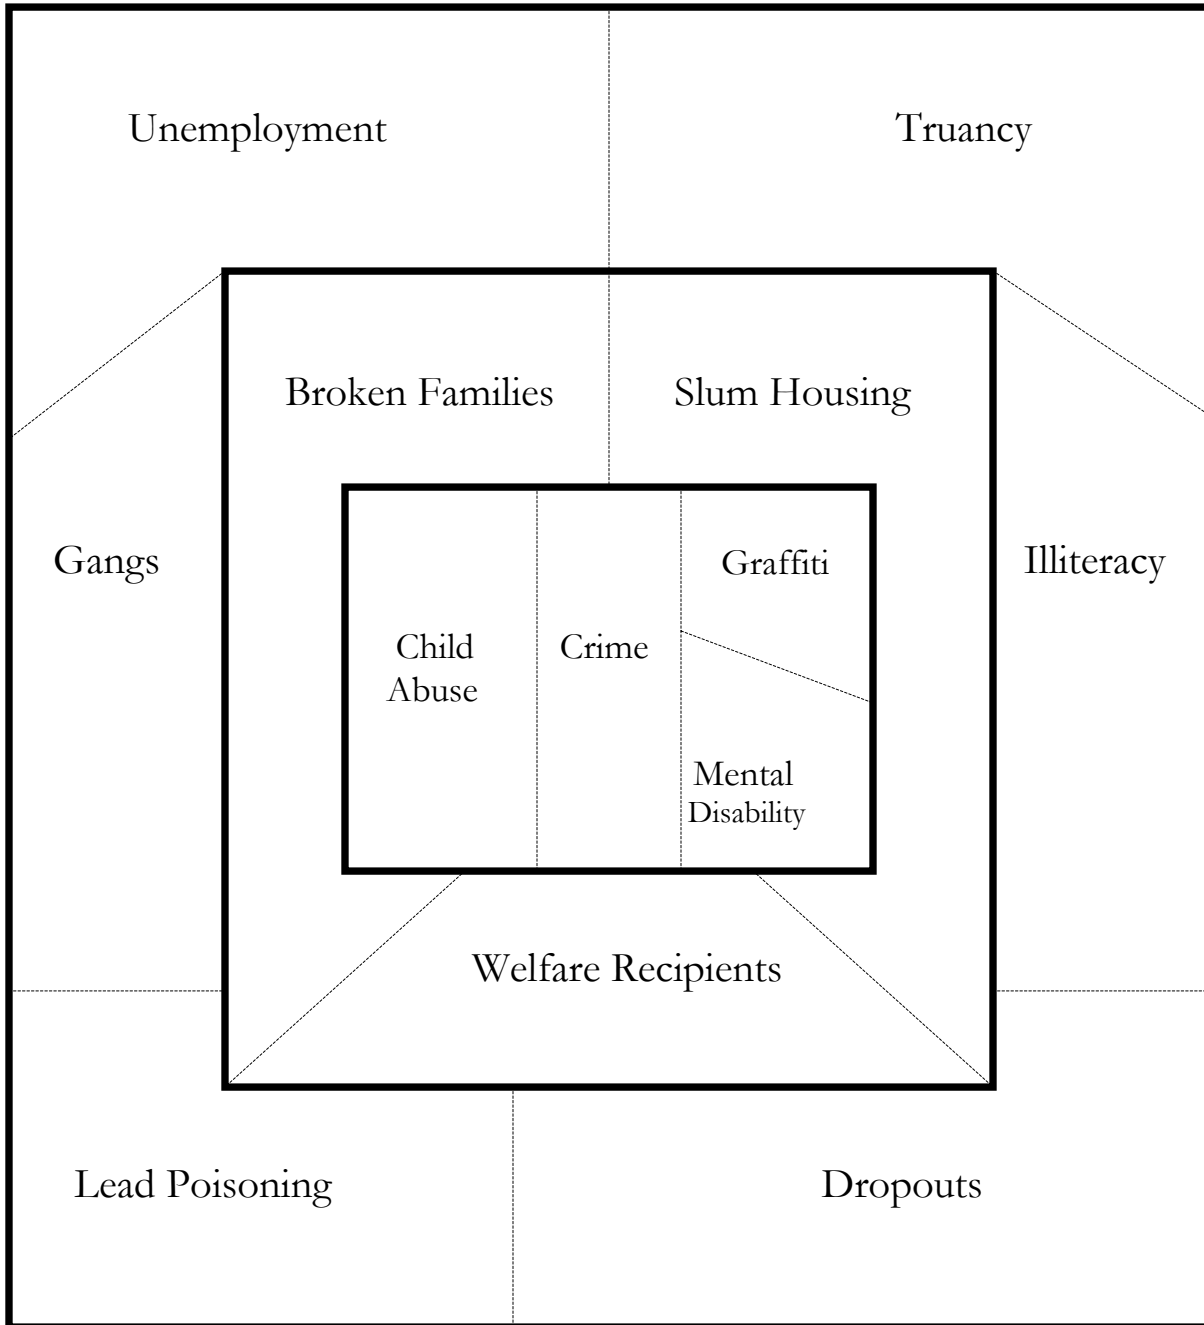 Unemployment
Truancy
Broken Families
Slum Housing
Gangs
Illiteracy
Graffiti
Child
Abuse
Crime
Mental
Disability
Welfare Recipients
Lead Poisoning
Dropouts